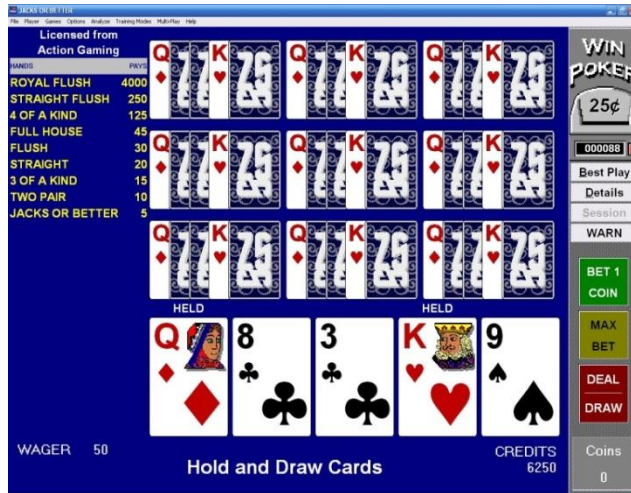 JACKS OR BETTER
File Player Games Options Analyze Training Modes Multi-Play Help
Licensed from
Action Gaming
HANDS PAYS
ROYAL FLUSH 4000
STRAIGHT FLUSH 250
4 OF A KIND 125
FULL HOUSE 45
FLUSH 30
STRAIGHT 20
3 OF A KIND 15
TWO PAIR 10
JACKS OR BETTER 5
Q K Q K Q K
Q K Q K Q K
Q K Q K Q K
HELD HELD
Q 8 3 K 9
WAGER 50
Hold and Draw Cards
CREDITS
6250
WIN
POKER
25¢
000088
Best Play
Details
Session
WARN
BET 1
COIN
MAX
BET
DEAL
DRAW
Coins
0